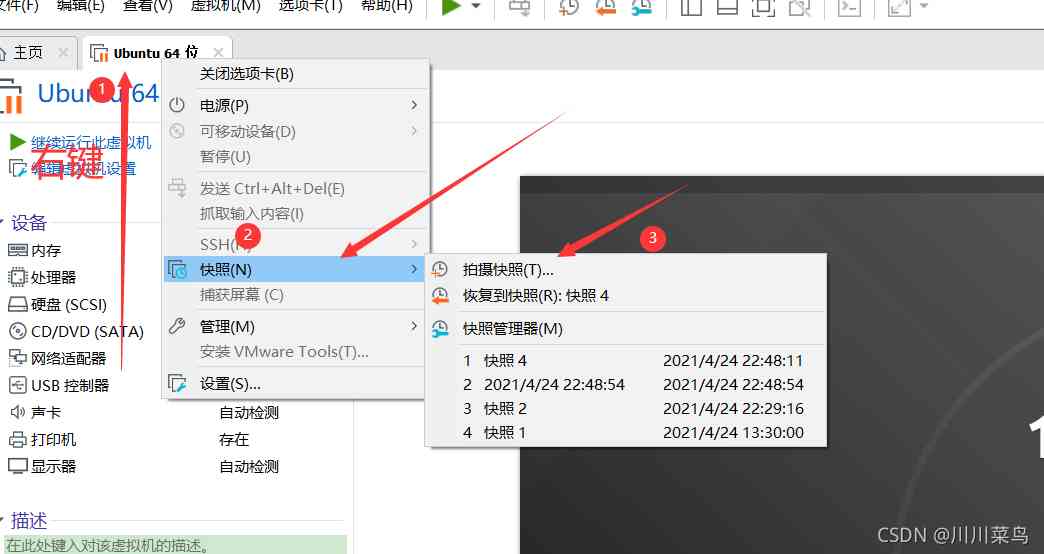 文件(F) 编辑(E) 查看(V) 虚拟机(M) 选项卡(T) 帮助(H)
主页 × Ubuntu 64 位 ×
1
Ubuntu 64
继续运行此虚拟机
右键
编辑虚拟机设置
设备
内存
处理器
硬盘 (SCSI)
CD/DVD (SATA)
网络适配器
USB 控制器
声卡 自动检测
打印机 存在
显示器 自动检测
描述
在此处键入对该虚拟机的描述。
关闭选项卡(B)
电源(P)
可移动设备(D)
暂停(U)
发送 Ctrl+Alt+Del(E)
抓取输入内容(I)
SSH(
2
快照(N)
捕获屏幕 (C)
管理(M)
安装 VMware Tools(T)...
设置(S)...
3
拍摄快照(T)...
恢复到快照(R): 快照 4
快照管理器(M)
1 快照 4 2021/4/24 22:48:11
2 2021/4/24 22:48:54 2021/4/24 22:48:54
3 快照 2 2021/4/24 22:29:16
4 快照 1 2021/4/24 13:30:00
1
CSDN @川川菜鸟